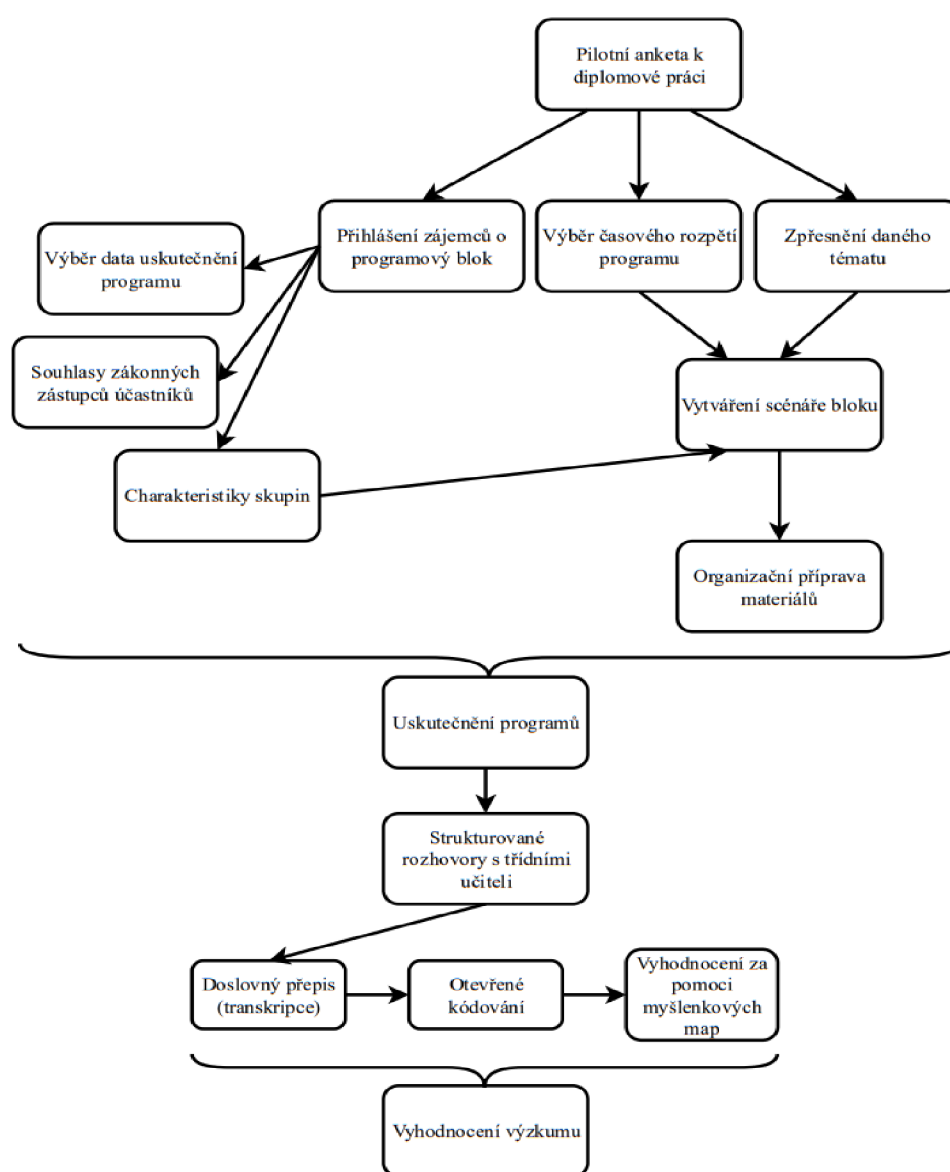 Pilotní anketa k
diplomové práci
Přihlášení zájemců o
programový blok
Výběr časového rozpětí
programu
Zpřesnění daného
tématu
Výběr data uskutečnění
programu
Souhlasy zákonných
zástupců účastníků
Vytváření scénáře bloku
Charakteristiky skupin
Organizační příprava
materiálů
Uskutečnění programů
Strukturované
rozhovory s třídními
učiteli
Doslovný přepis
(transkripce)
Otevřené
kódování
Vyhodnocení za
pomoci
myšlenkových
map
Vyhodnocení výzkumu